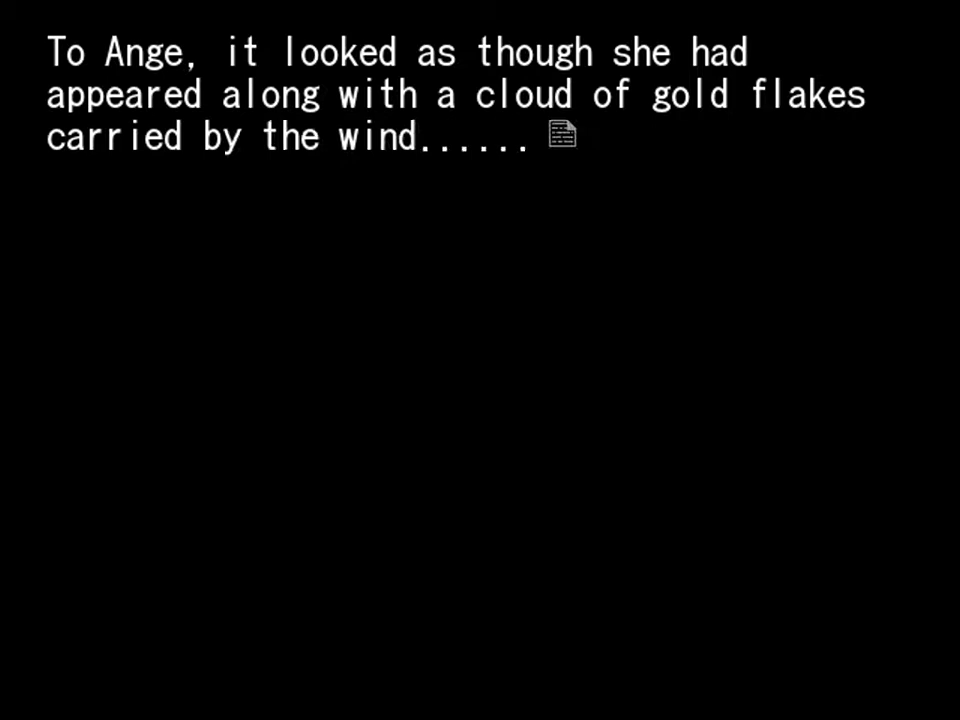 To Ange, it looked as though she had
appeared along with a cloud of gold flakes
carried by the wind......